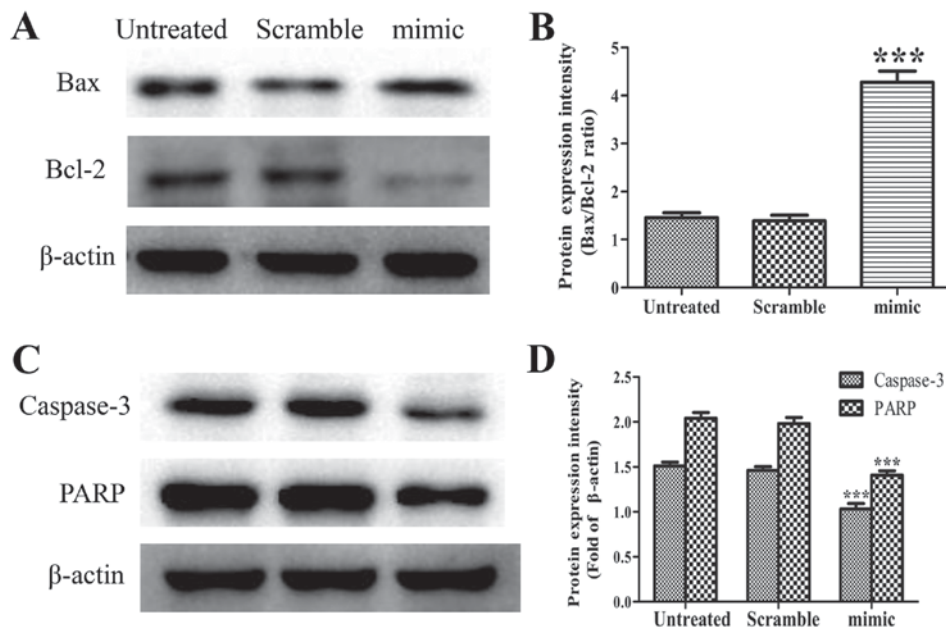 A
Untreated Scramble mimic
Bax
Bcl-2
β-actin
B
Protein expression intensity
(Bax/Bcl-2 ratio)
5
4
3
2
1
0
***
Untreated Scramble mimic
C
Caspase-3
PARP
β-actin
D
Protein expression intensity
(Fold of β-actin)
2.5
2.0
1.5
1.0
0.5
0.0
Caspase-3
PARP
***
***
Untreated Scramble mimic